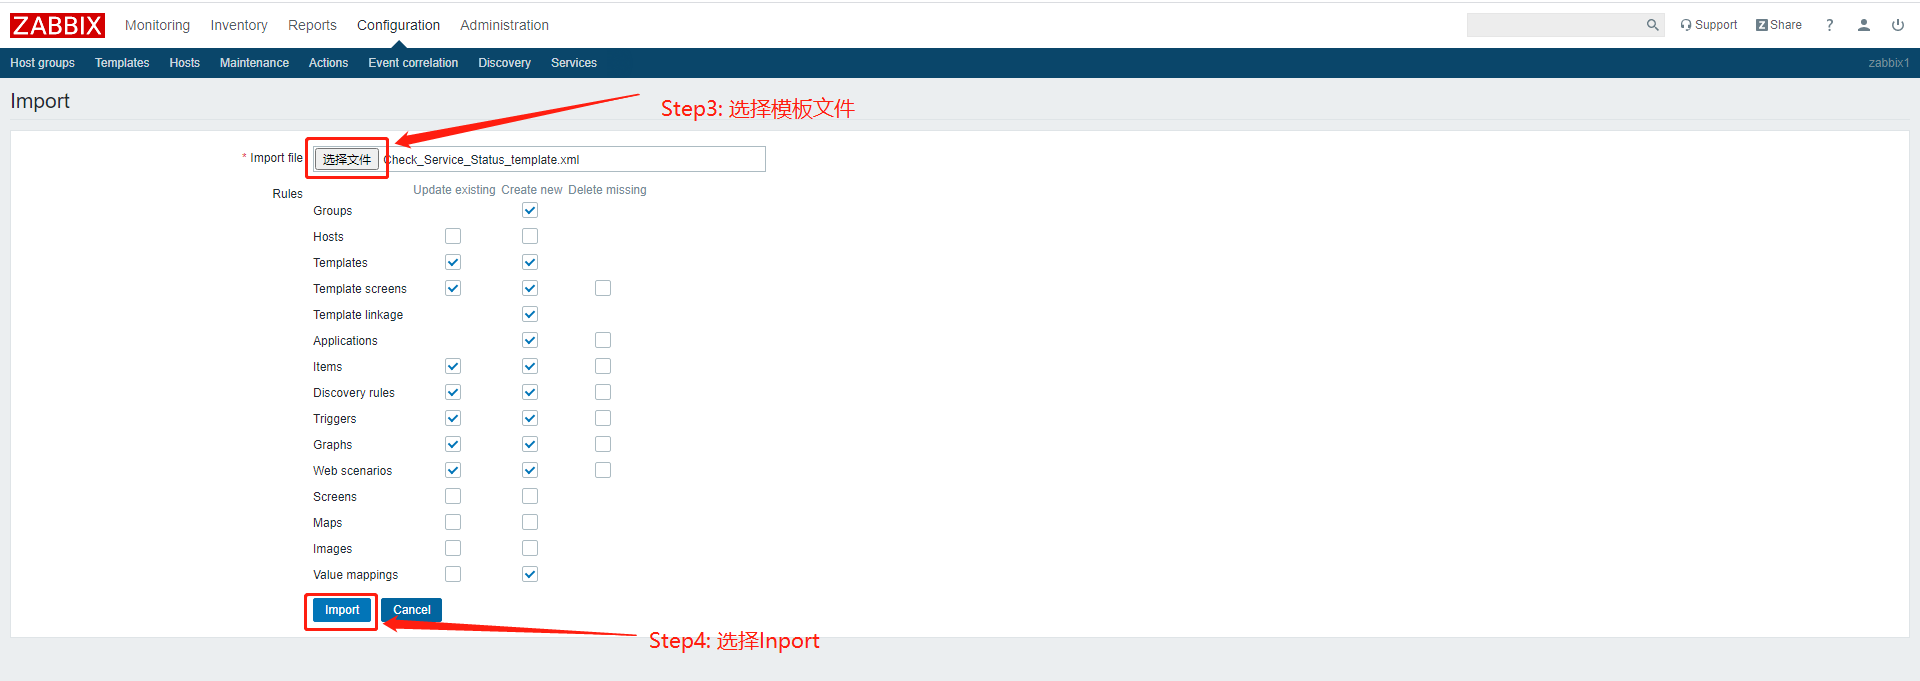 ZABBIX Monitoring Inventory Reports Configuration Administration Support Z Share ?
Host groups Templates Hosts Maintenance Actions Event correlation Discovery Services zabbix1
Import
Step3: 选择模板文件
* Import file 选择文件 Check_Service_Status_template.xml
Rules Update existing Create new Delete missing
Groups
Hosts
Templates
Template screens
Template linkage
Applications
Items
Discovery rules
Triggers
Graphs
Web scenarios
Screens
Maps
Images
Value mappings
Import Cancel
Step4: 选择Inport